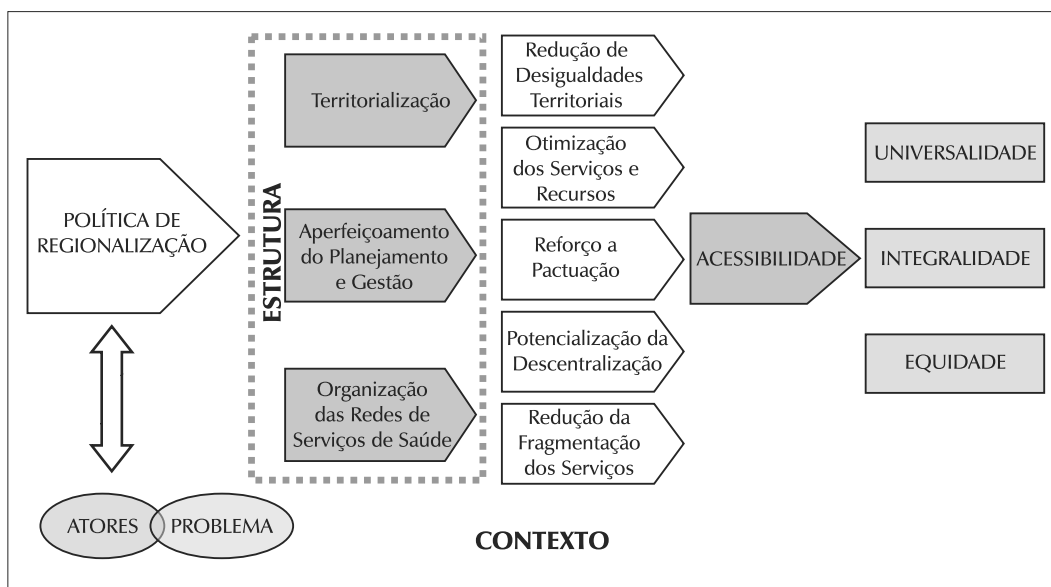 POLÍTICA DE
REGIONALIZAÇÃO
ATORES
PROBLEMA
ESTRUTURA
Territorialização
Aperfeiçoamento
do Planejamento
e Gestão
Organização
das Redes de
Serviços de Saúde
Redução de
Desigualdades
Territoriais
Otimização
dos Serviços e
Recursos
Reforço a
Pactuação
Potencialização da
Descentralização
Redução da
Fragmentação
dos Serviços
ACESSIBILIDADE
UNIVERSALIDADE
INTEGRALIDADE
EQUIDADE
CONTEXTO